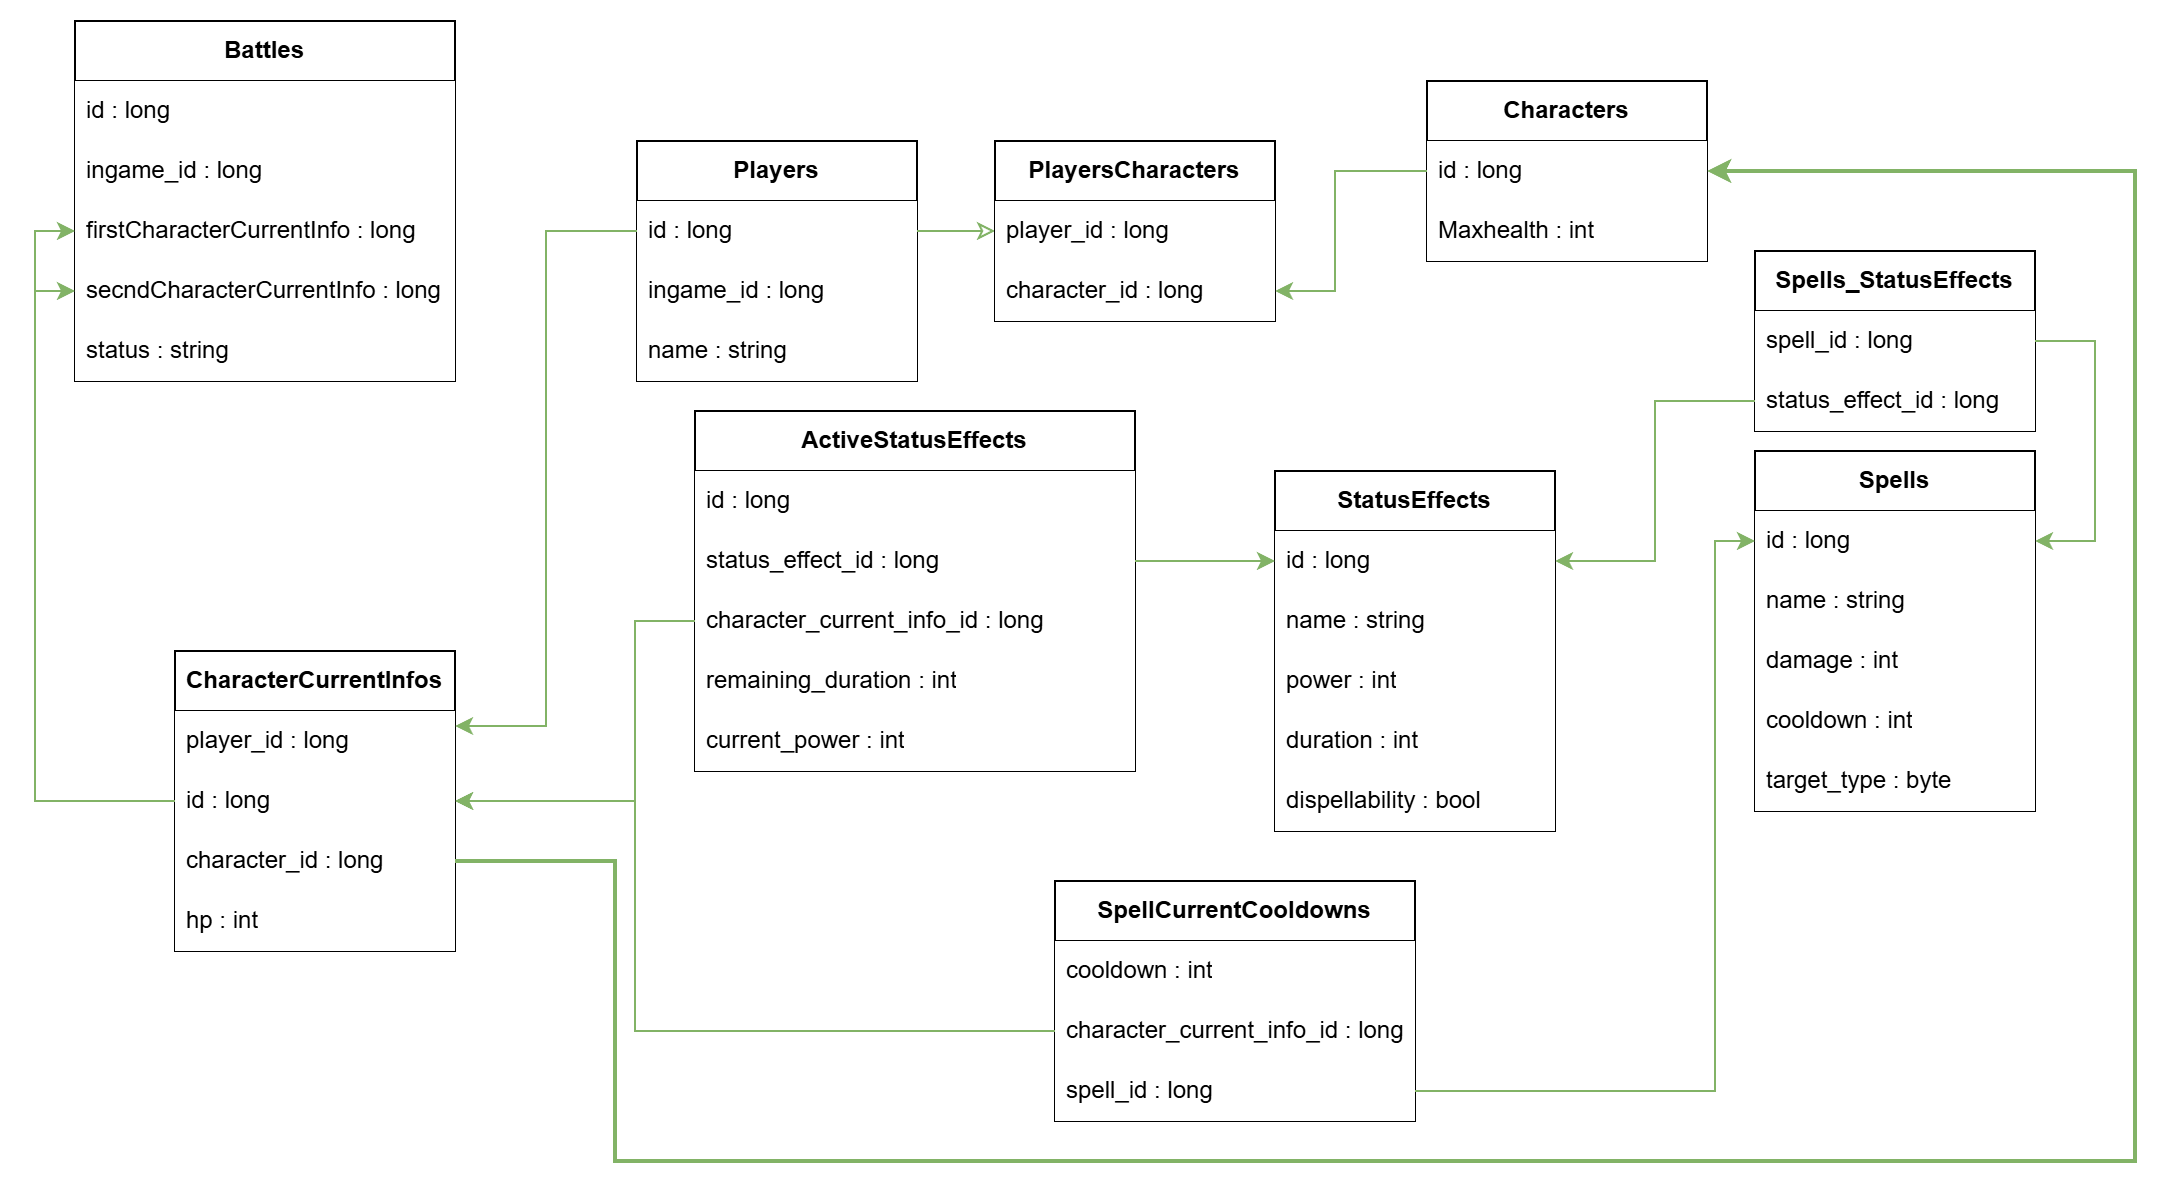 Battles
id : long
ingame_id : long
firstCharacterCurrentInfo : long
secndCharacterCurrentInfo : long
status : string
Players
id : long
ingame_id : long
name : string
PlayersCharacters
player_id : long
character_id : long
Characters
id : long
Maxhealth : int
Spells_StatusEffects
spell_id : long
status_effect_id : long
ActiveStatusEffects
id : long
status_effect_id : long
character_current_info_id : long
remaining_duration : int
current_power : int
StatusEffects
id : long
name : string
power : int
duration : int
dispellability : bool
Spells
id : long
name : string
damage : int
cooldown : int
target_type : byte
CharacterCurrentInfos
player_id : long
id : long
character_id : long
hp : int
SpellCurrentCooldowns
cooldown : int
character_current_info_id : long
spell_id : long